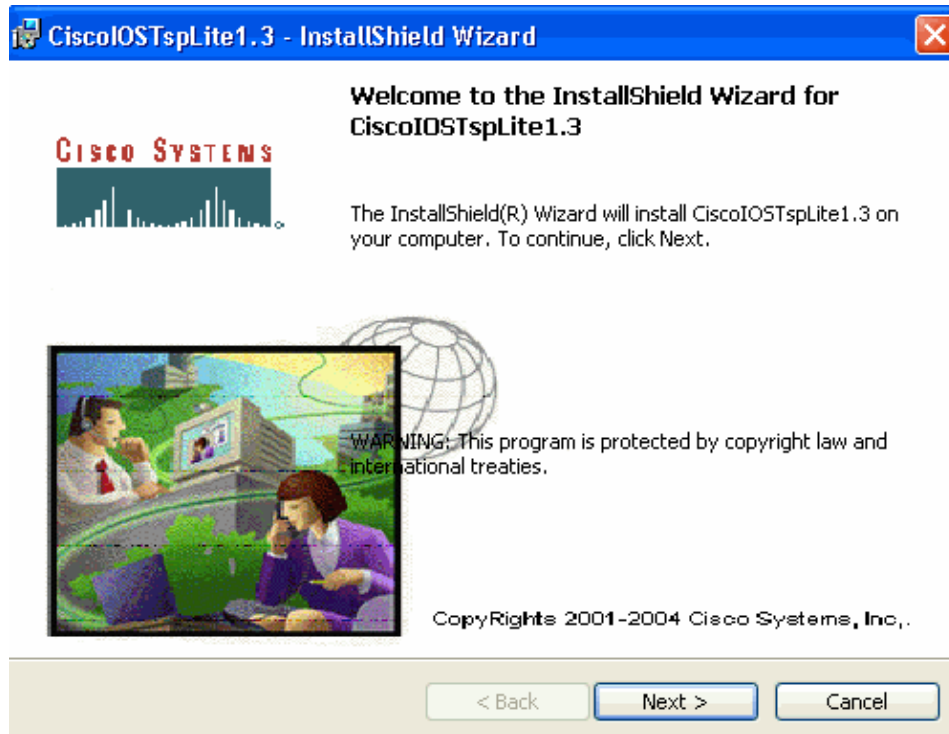 CiscoIOSTspLite1.3 - InstallShield Wizard
Welcome to the InstallShield Wizard for
CiscoIOSTspLite1.3
CISCO SYSTEMS
The InstallShield(R) Wizard will install CiscoIOSTspLite1.3 on
your computer. To continue, click Next.
WARNING: This program is protected by copyright law and
international treaties.
CopyRights 2001-2004 Cisco Systems, Inc,.
< Back
Next >
Cancel